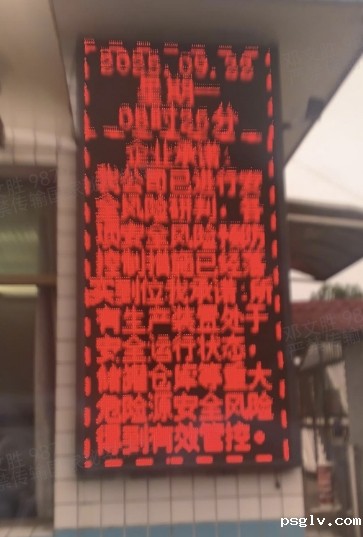 星期一
企业承诺：
我公司已进行安
全风险研判，各
项安全风险防
控制措施已经落
实到位我承诺：所
有生产装置处于
安全运行状态，
储罐仓库等重大
危险源安全风险
得到有效管控。
psglv.com